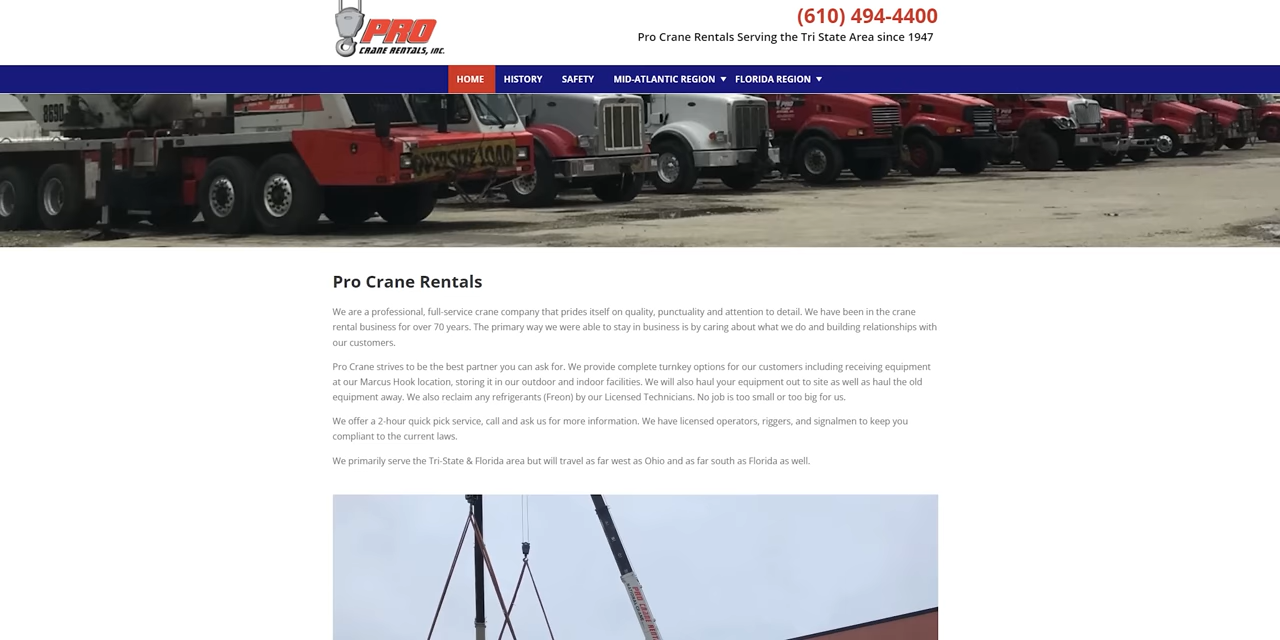 PRO
CRANE RENTALS, INC.
(610) 494-4400
Pro Crane Rentals Serving the Tri State Area since 1947
HOME HISTORY SAFETY MID-ATLANTIC REGION ▼ FLORIDA REGION ▼
8690
OVERSIZE LOAD
Pro Crane Rentals
We are a professional, full-service crane company that prides itself on quality, punctuality and attention to detail. We have been in the crane
rental business for over 70 years. The primary way we were able to stay in business is by caring about what we do and building relationships with
our customers.
Pro Crane strives to be the best partner you can ask for. We provide complete turnkey options for our customers including receiving equipment
at our Marcus Hook location, storing it in our outdoor and indoor facilities. We will also haul your equipment out to site as well as haul the old
equipment away. We also reclaim any refrigerants (Freon) by our Licensed Technicians. No job is too small or too big for us.
We offer a 2-hour quick pick service, call and ask us for more information. We have licensed operators, riggers, and signalmen to keep you
compliant to the current laws.
We primarily serve the Tri-State & Florida area but will travel as far west as Ohio and as far south as Florida as well.
PRO CRANE